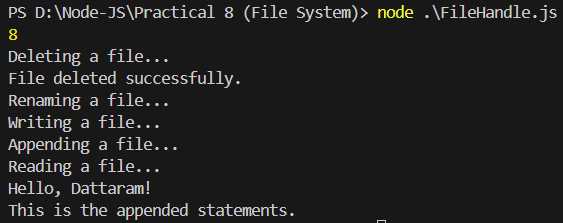 PS D:\Node-JS\Practical 8 (File System)> node .\FileHandle.js
8
Deleting a file...
File deleted successfully.
Renaming a file...
Writing a file...
Appending a file...
Reading a file...
Hello, Dattaram!
This is the appended statements.